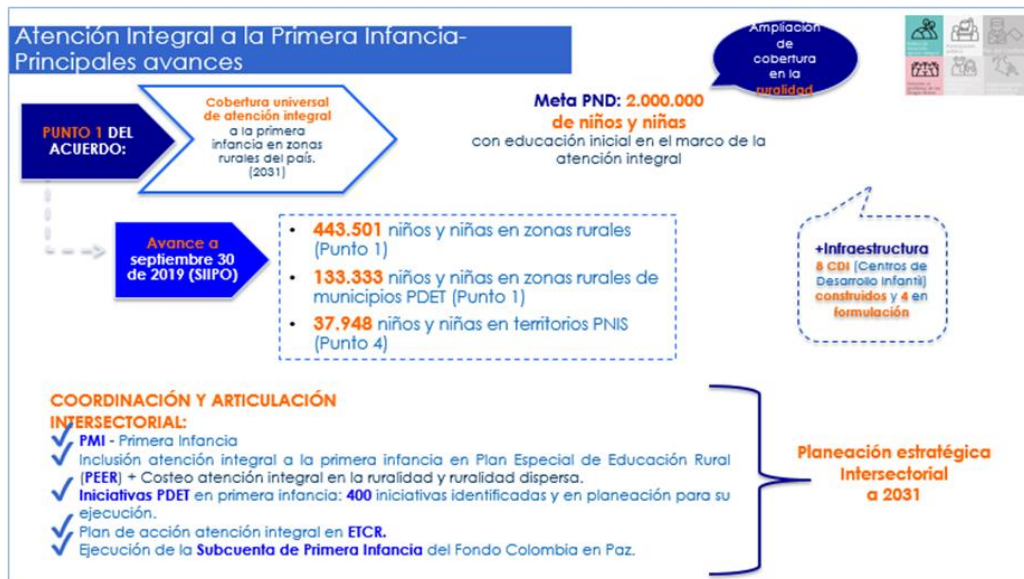 Atención Integral a la Primera Infancia-
Principales avances
Ampliación
de
cobertura
en la
ruralidad
PUNTO 1 DEL
ACUERDO:
Cobertura universal
de atención integral
a la primera
infancia en zonas
rurales del país.
(2031)
Meta PND: 2.000.000
de niños y niñas
con educación inicial en el marco de la
atención integral
Avance a
septiembre 30
de 2019 (SIIPO)
• 443.501 niños y niñas en zonas rurales
(Punto 1)
• 133.333 niños y niñas en zonas rurales de
municipios PDET (Punto 1)
• 37.948 niños y niñas en territorios PNIS
(Punto 4)
+Infraestructura
8 CDI (Centros de
Desarrollo Infantil)
construidos y 4 en
formulación
COORDINACIÓN Y ARTICULACIÓN
INTERSECTORIAL:
PMI - Primera Infancia
Inclusión atención integral a la primera infancia en Plan Especial de Educación Rural
(PEER) + Costeo atención integral en la ruralidad y ruralidad dispersa.
Iniciativas PDET en primera infancia: 400 iniciativas identificadas y en planeación para su
ejecución.
Plan de acción atención integral en ETCR.
Ejecución de la Subcuenta de Primera Infancia del Fondo Colombia en Paz.
Planeación estratégica
Intersectorial
a 2031